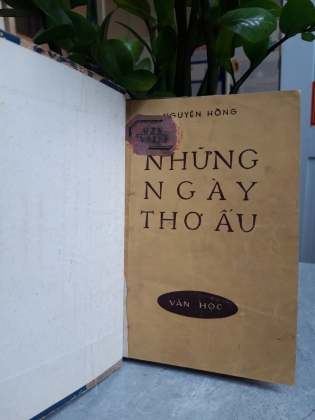 NGUYÊN HỒNG
NHỮNG
NGÀY
THƠ ẤU
VĂN HỌC